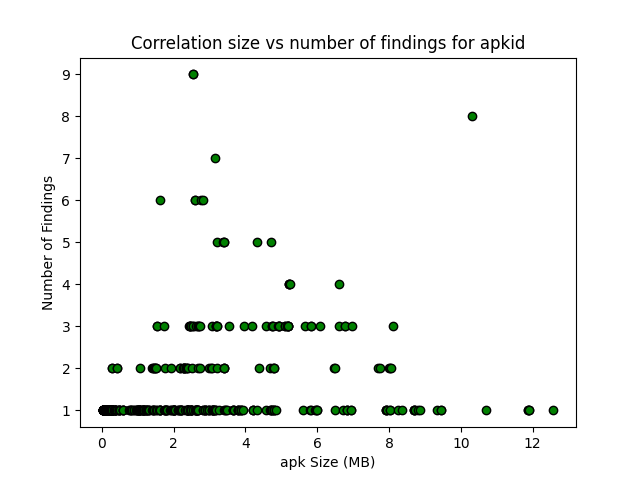 Correlation size vs number of findings for apkid
Number of Findings
9
8
7
6
5
4
3
2
1
0 2 4 6 8 10 12
apk Size (MB)